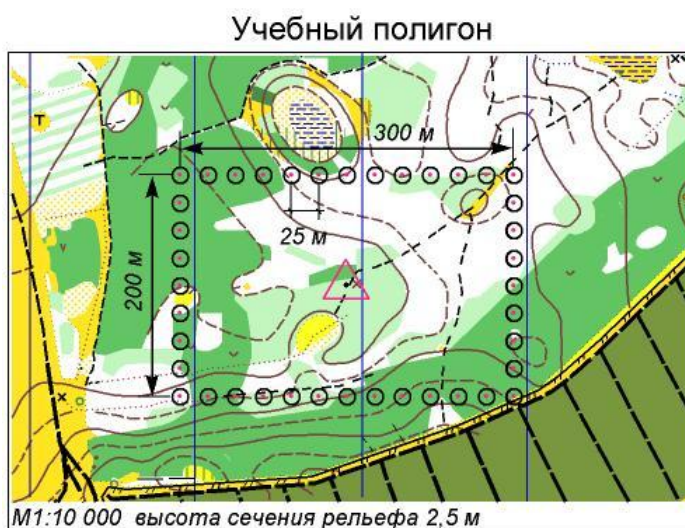 Учебный полигон
300 м
25 м
200 м
М1:10 000 высота сечения рельефа 2,5 м